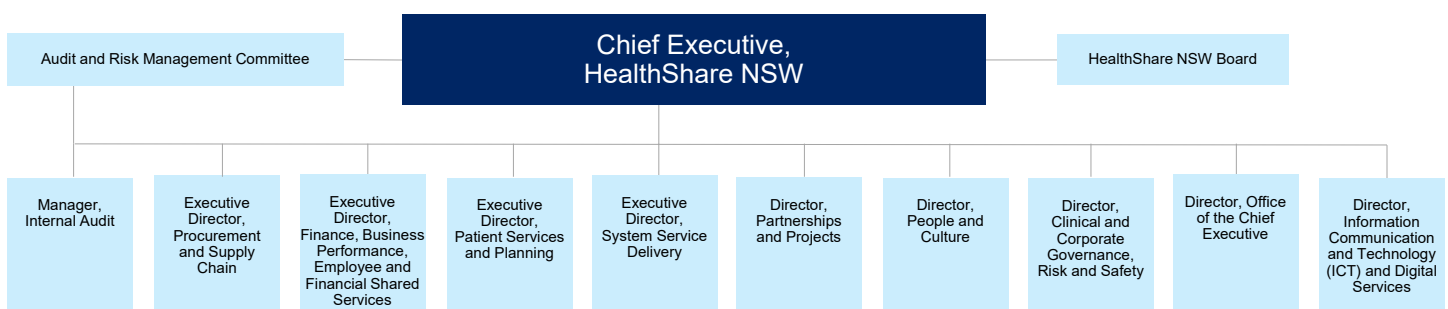 Audit and Risk Management Committee
Chief Executive,
HealthShare NSW
HealthShare NSW Board
Manager,
Internal Audit
Executive
Director,
Procurement
and Supply
Chain
Executive
Director,
Finance, Business
Performance,
Employee and
Financial Shared
Services
Executive
Director,
Patient Services
and Planning
Executive
Director,
System Service
Delivery
Director,
Partnerships
and Projects
Director,
People and
Culture
Director,
Clinical and
Corporate
Governance,
Risk and Safety
Director, Office
of the Chief
Executive
Director,
Information
Communication
and Technology
(ICT) and Digital
Services